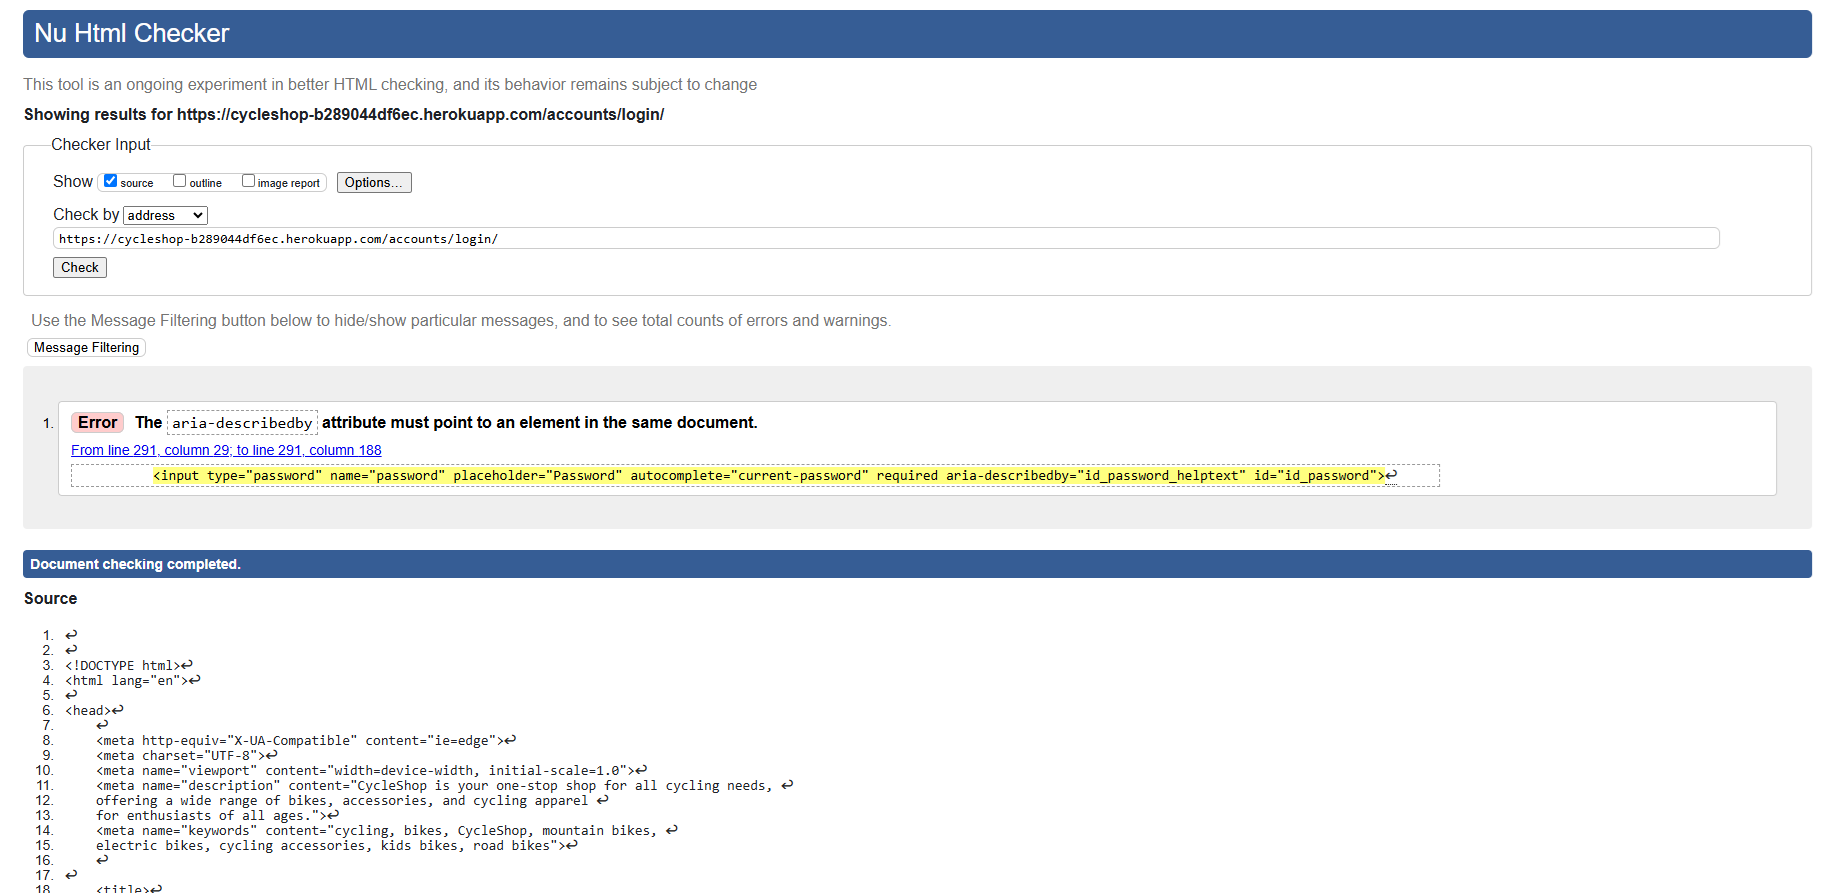 Nu Html Checker
This tool is an ongoing experiment in better HTML checking, and its behavior remains subject to change
Showing results for https://cycleshop-b289044df6ec.herokuapp.com/accounts/login/
Checker Input
Show source outline image report Options...
Check by address
https://cycleshop-b289044df6ec.herokuapp.com/accounts/login/
Check
Use the Message Filtering button below to hide/show particular messages, and to see total counts of errors and warnings.
Message Filtering
1. Error The aria-describedby attribute must point to an element in the same document.
From line 291, column 29; to line 291, column 188
<input type="password" name="password" placeholder="Password" autocomplete="current-password" required aria-describedby="id_password_helptext" id="id_password">↩
Document checking completed.
Source
1. ↩
2. ↩
3. <!DOCTYPE html>↩
4. <html lang="en">↩
5. ↩
6. <head>↩
7. ↩
8. <meta http-equiv="X-UA-Compatible" content="ie=edge">↩
9. <meta charset="UTF-8">↩
10. <meta name="viewport" content="width=device-width, initial-scale=1.0">↩
11. <meta name="description" content="CycleShop is your one-stop shop for all cycling needs, ↩
12. offering a wide range of bikes, accessories, and cycling apparel ↩
13. for enthusiasts of all ages.">↩
14. <meta name="keywords" content="cycling, bikes, CycleShop, mountain bikes, ↩
15. electric bikes, cycling accessories, kids bikes, road bikes">↩
16. ↩
17. ↩
18. <title>↩